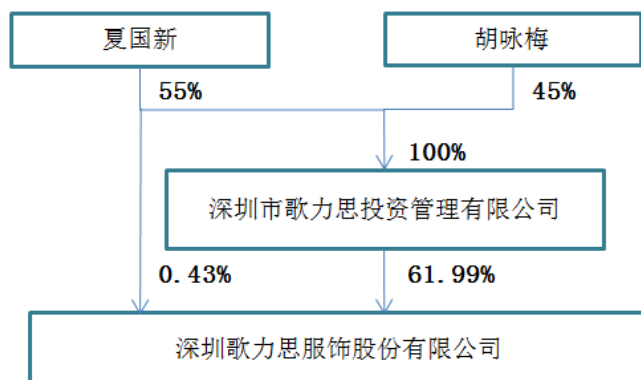 夏国新
胡咏梅
55%
45%
100%
深圳市歌力思投资管理有限公司
0.43%
61.99%
深圳歌力思服饰股份有限公司